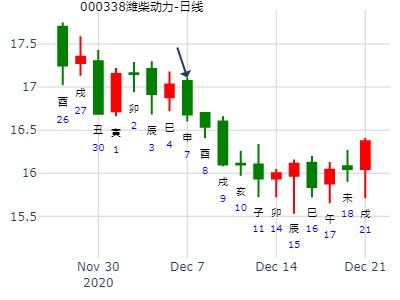 000338潍柴动力-日线
17.5
17
16.5
16
15.5
酉
26
戌
27
丑
30
寅
1
卯
2
辰
3
巳
4
申
7
酉
8
戌
9
亥
10
子
11
卯
14
辰
15
巳
16
午
17
未
18
戌
21
Nov 30
2020
Dec 7
Dec 14
Dec 21